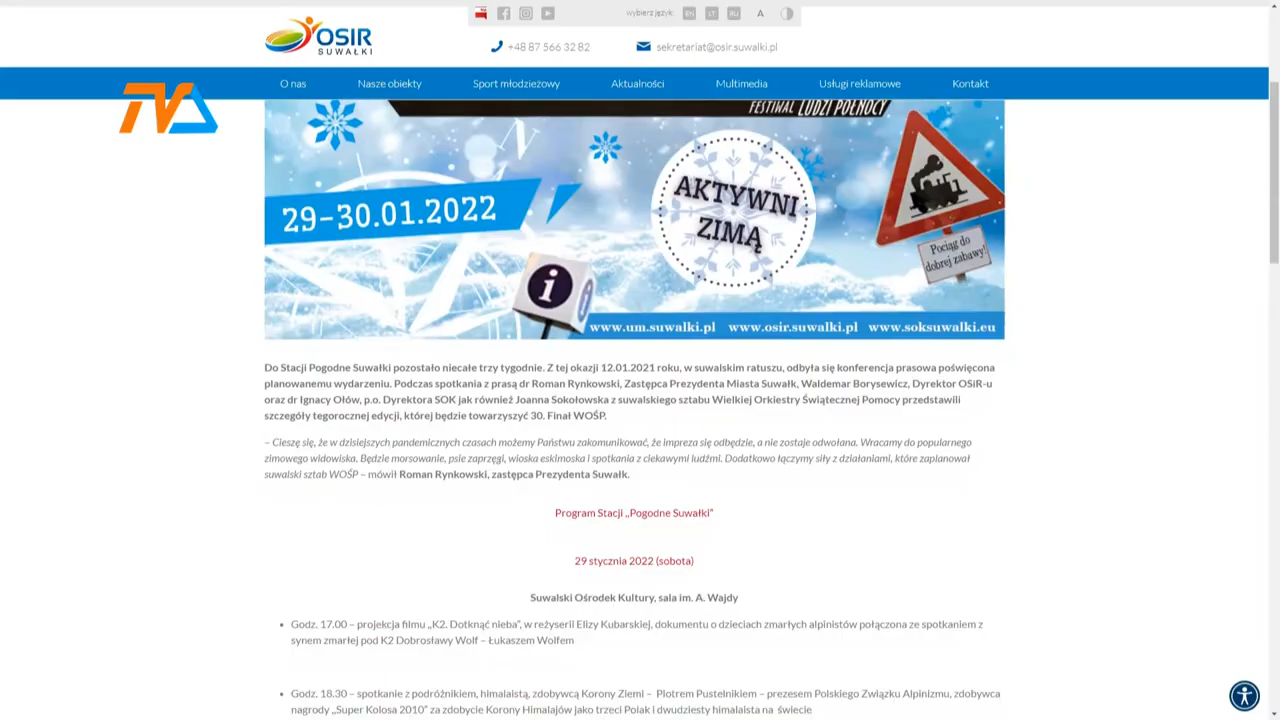 wybierz język: EN LT RU A
OSIR
SUWAŁKI
+48 87 566 32 82
sekretariat@osir.suwalki.pl
O nas Nasze obiekty Sport młodzieżowy Aktualności Multimedia Usługi reklamowe Kontakt
FESTIWAL LUDZI PÓŁNOCY
29-30.01.2022
AKTYWNI
ZIMĄ
Pociąg do
dobrej zabawy!
i
www.um.suwalki.pl www.osir.suwalki.pl www.soksuwalki.eu
Do Stacji Pogodne Suwałki pozostało niecałe trzy tygodnie. Z tej okazji 12.01.2021 roku, w suwalskim ratuszu, odbyła się konferencja prasowa poświęcona
planowanemu wydarzeniu. Podczas spotkania z prasą dr Roman Rynkowski, Zastępca Prezydenta Miasta Suwałk, Waldemar Borysewicz, Dyrektor OSiR-u
oraz dr Ignacy Ołów, p.o. Dyrektora SOK jak również Joanna Sokołowska z suwalskiego sztabu Wielkiej Orkiestry Świątecznej Pomocy przedstawili
szczegóły tegorocznej edycji, której będzie towarzyszyć 30. Finał WOŚP.
– Cieszę się, że w dzisiejszych pandemicznych czasach możemy Państwu zakomunikować, że impreza się odbędzie, a nie zostaje odwołana. Wracamy do popularnego
zimowego widowiska. Będzie morsowanie, psie zaprzęgi, wioska eskimoska i spotkania z ciekawymi ludźmi. Dodatkowo łączymy siły z działaniami, które zaplanował
suwalski sztab WOŚP – mówił Roman Rynkowski, zastępca Prezydenta Suwałk.
Program Stacji „Pogodne Suwałki”
29 stycznia 2022 (sobota)
Suwalski Ośrodek Kultury, sala im. A. Wajdy
• Godz. 17.00 – projekcja filmu „K2. Dotknąć nieba”, w reżyserii Elizy Kubarskiej, dokumentu o dzieciach zmarłych alpinistów połączona ze spotkaniem z
synem zmarłej pod K2 Dobrosławy Wolf – Łukaszem Wolfem
• Godz. 18.30 – spotkanie z podróżnikiem, himalaistą, zdobywcą Korony Ziemi – Piotrem Pustelnikiem – prezesem Polskiego Związku Alpinizmu, zdobywca
nagrody „Super Kolosa 2010” za zdobycie Korony Himalajów jako trzeci Polak i dwudziesty himalaista na świecie